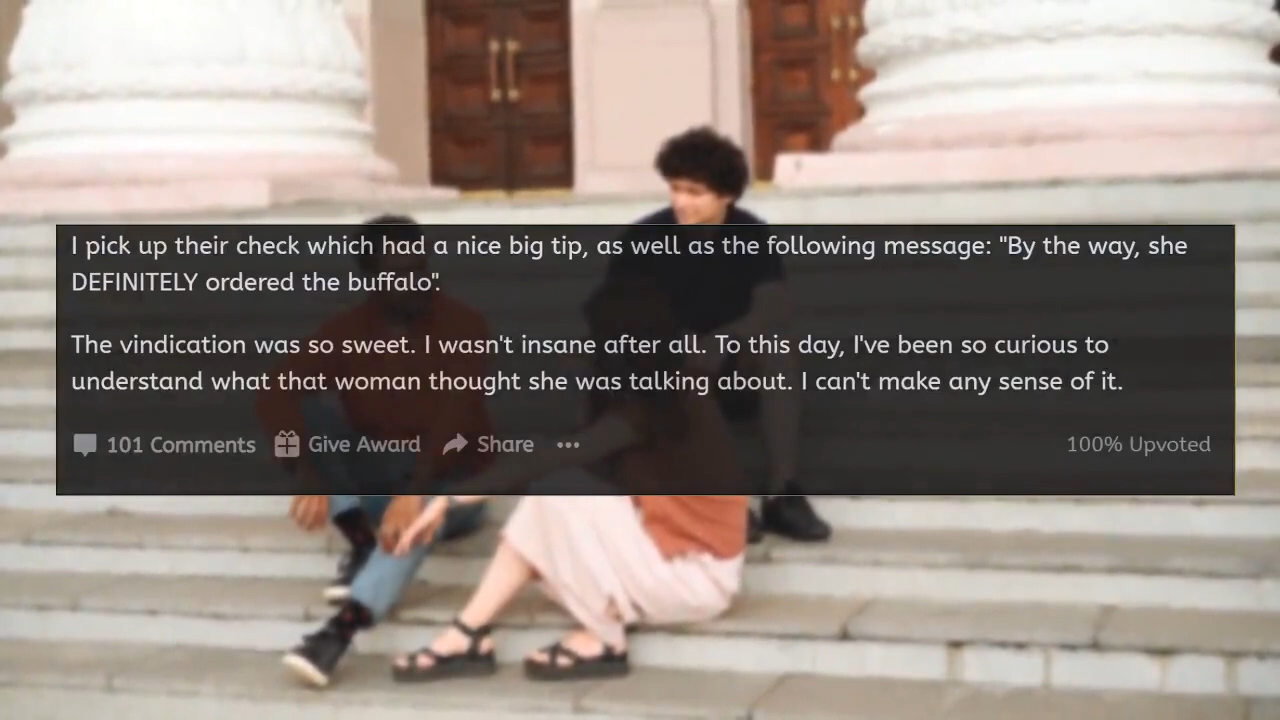 I pick up their check which had a nice big tip, as well as the following message: "By the way, she
DEFINITELY ordered the buffalo".
The vindication was so sweet. I wasn't insane after all. To this day, I've been so curious to
understand what that woman thought she was talking about. I can't make any sense of it.
101 Comments Give Award Share ••• 100% Upvoted